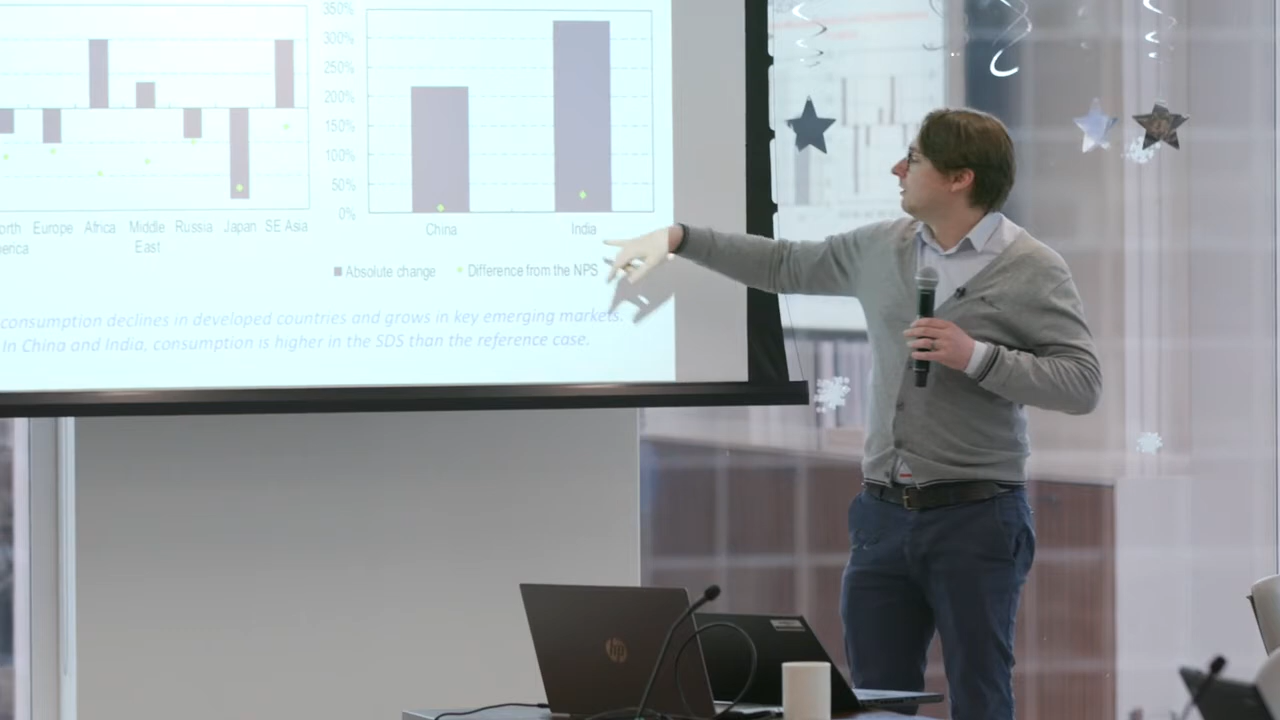 350%
300%
250%
200%
150%
100%
50%
0%
Europe Africa Middle East Russia Japan SE Asia
China India
Absolute change Difference from the NPS
consumption declines in developed countries and grows in key emerging markets.
In China and India, consumption is higher in the SDS than the reference case.
hp